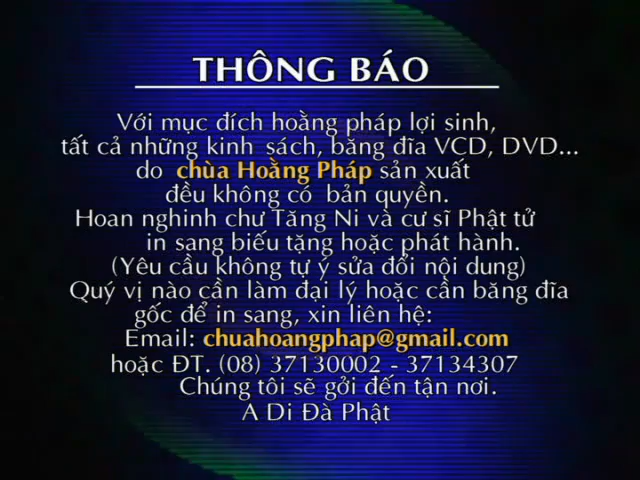 THÔNG BÁO
Với mục đích hoằng pháp lợi sinh,
tất cả những kinh sách, băng đĩa VCD, DVD...
do chùa Hoằng Pháp sản xuất
đều không có bản quyền.
Hoan nghinh chư Tăng Ni và cư sĩ Phật tử
in sang biếu tặng hoặc phát hành.
(Yêu cầu không tự ý sửa đổi nội dung)
Quý vị nào cần làm đại lý hoặc cần băng đĩa
gốc để in sang, xin liên hệ:
Email: chuahoangphap@gmail.com
hoặc ĐT. (08) 37130002 - 37134307
Chúng tôi sẽ gởi đến tận nơi.
A Di Đà Phật